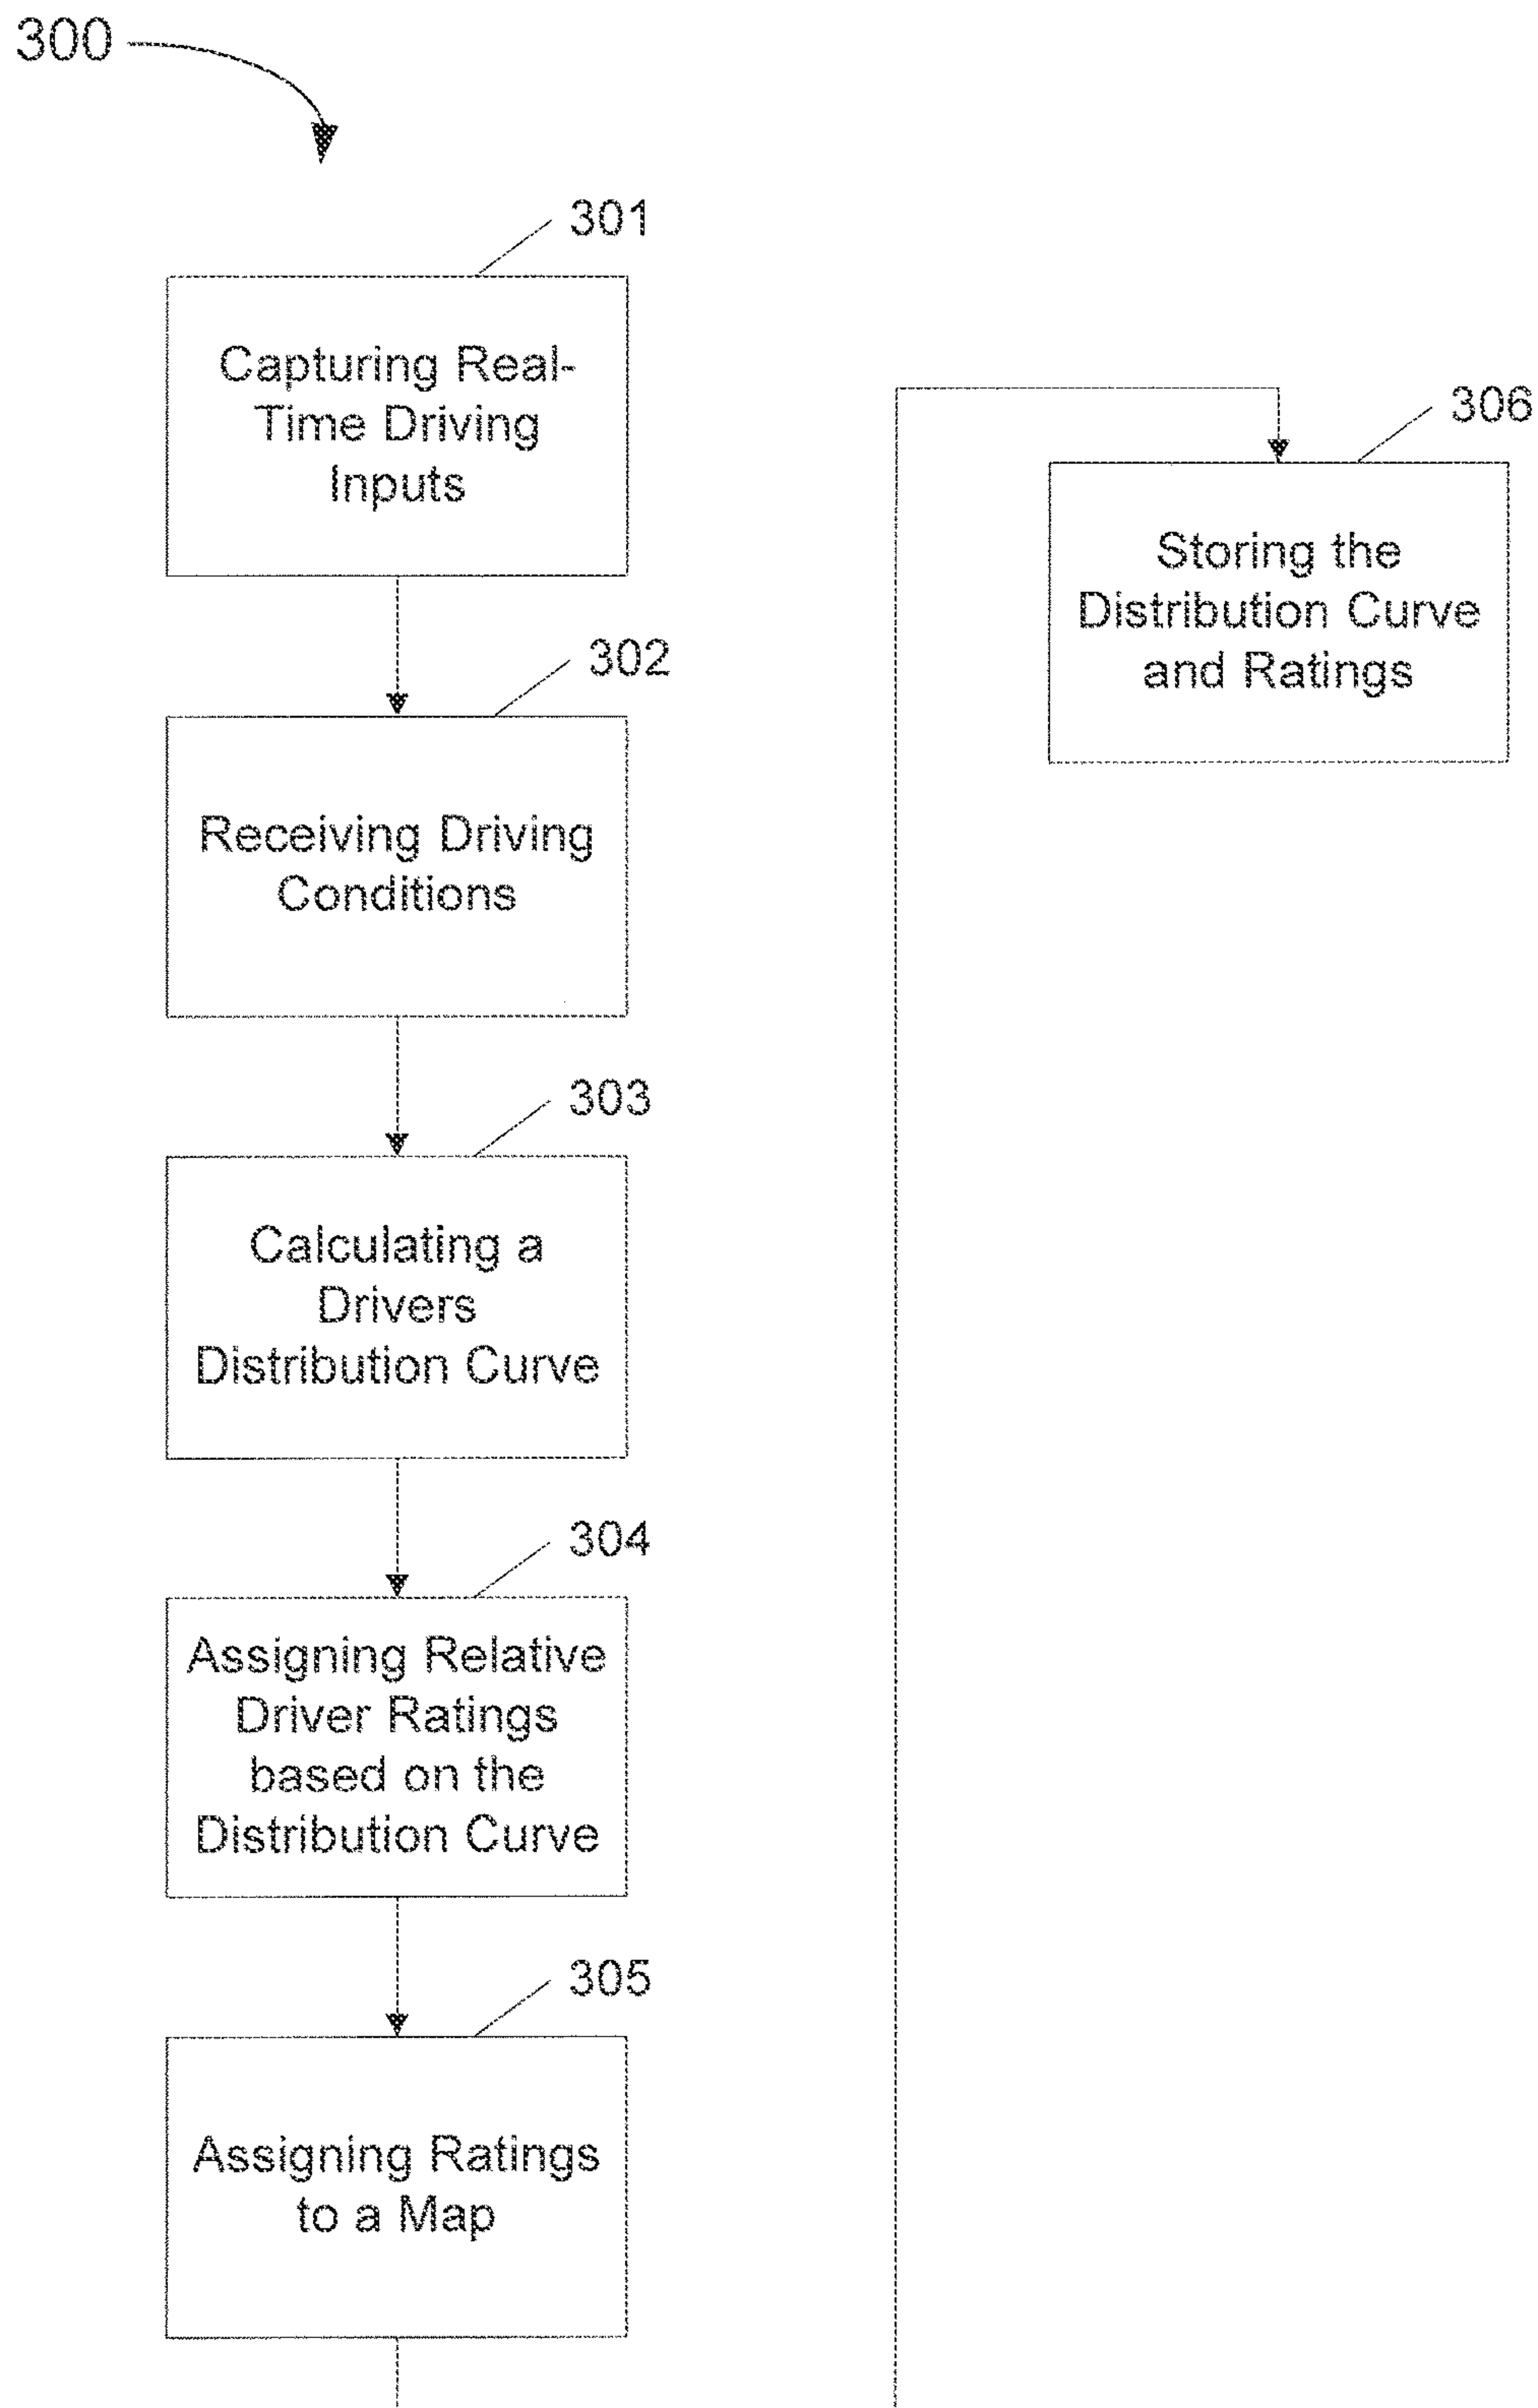 300
301
Capturing Real-
Time Driving
Inputs
302
Receiving Driving
Conditions
303
Calculating a
Drivers
Distribution Curve
304
Assigning Relative
Driver Ratings
based on the
Distribution Curve
305
Assigning Ratings
to a Map
306
Storing the
Distribution Curve
and Ratings